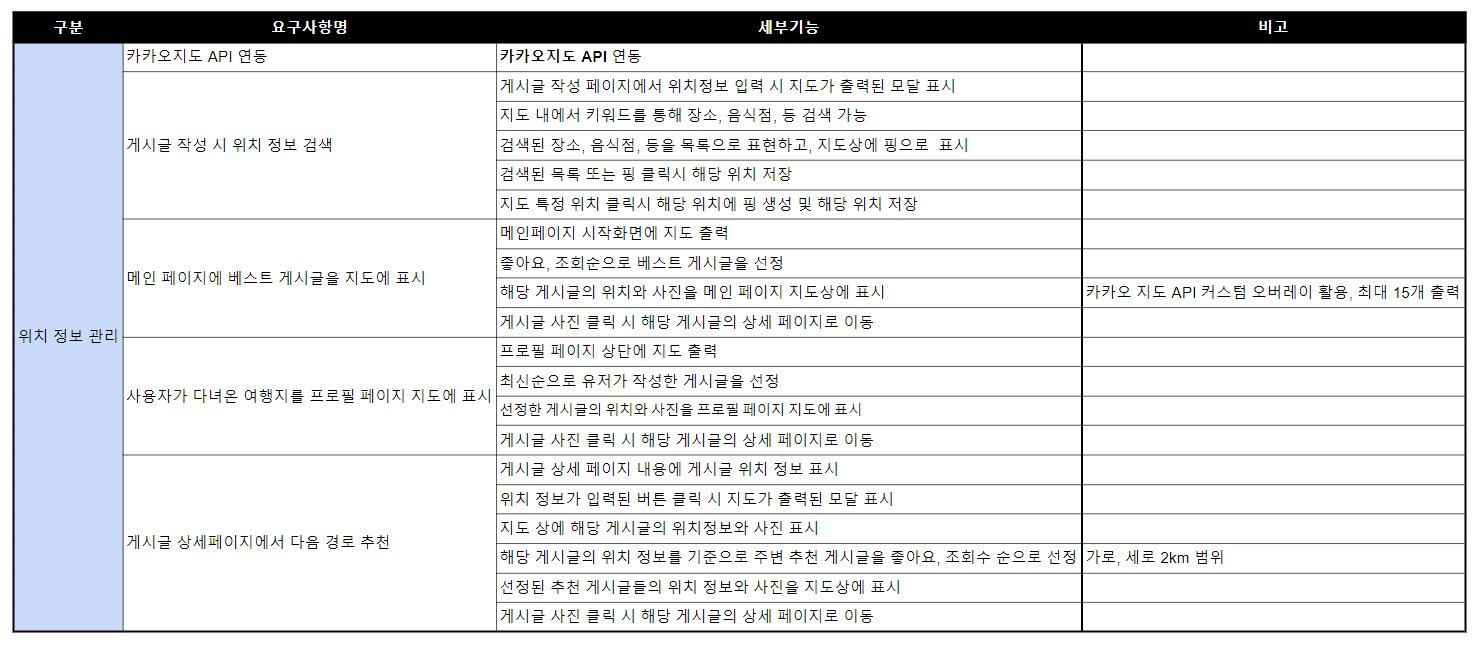 구분 요구사항명 세부기능 비고
위치 정보 관리
카카오지도 API 연동 카카오지도 API 연동
게시글 작성 시 위치 정보 검색
게시글 작성 페이지에서 위치정보 입력 시 지도가 출력된 모달 표시
지도 내에서 키워드를 통해 장소, 음식점, 등 검색 가능
검색된 장소, 음식점, 등을 목록으로 표현하고, 지도상에 핑으로  표시
검색된 목록 또는 핑 클릭시 해당 위치 저장
지도 특정 위치 클릭시 해당 위치에 핑 생성 및 해당 위치 저장
메인 페이지에 베스트 게시글을 지도에 표시
메인페이지 시작화면에 지도 출력
좋아요, 조회순으로 베스트 게시글을 선정
해당 게시글의 위치와 사진을 메인 페이지 지도상에 표시 카카오 지도 API 커스텀 오버레이 활용, 최대 15개 출력
게시글 사진 클릭 시 해당 게시글의 상세 페이지로 이동
사용자가 다녀온 여행지를 프로필 페이지 지도에 표시
프로필 페이지 상단에 지도 출력
최신순으로 유저가 작성한 게시글을 선정
선정한 게시글의 위치와 사진을 프로필 페이지 지도에 표시
게시글 사진 클릭 시 해당 게시글의 상세 페이지로 이동
게시글 상세페이지에서 다음 경로 추천
게시글 상세 페이지 내용에 게시글 위치 정보 표시
위치 정보가 입력된 버튼 클릭 시 지도가 출력된 모달 표시
지도 상에 해당 게시글의 위치정보와 사진 표시
해당 게시글의 위치 정보를 기준으로 주변 추천 게시글을 좋아요, 조회수 순으로 선정 가로, 세로 2km 범위
선정된 추천 게시글들의 위치 정보와 사진을 지도상에 표시
게시글 사진 클릭 시 해당 게시글의 상세 페이지로 이동